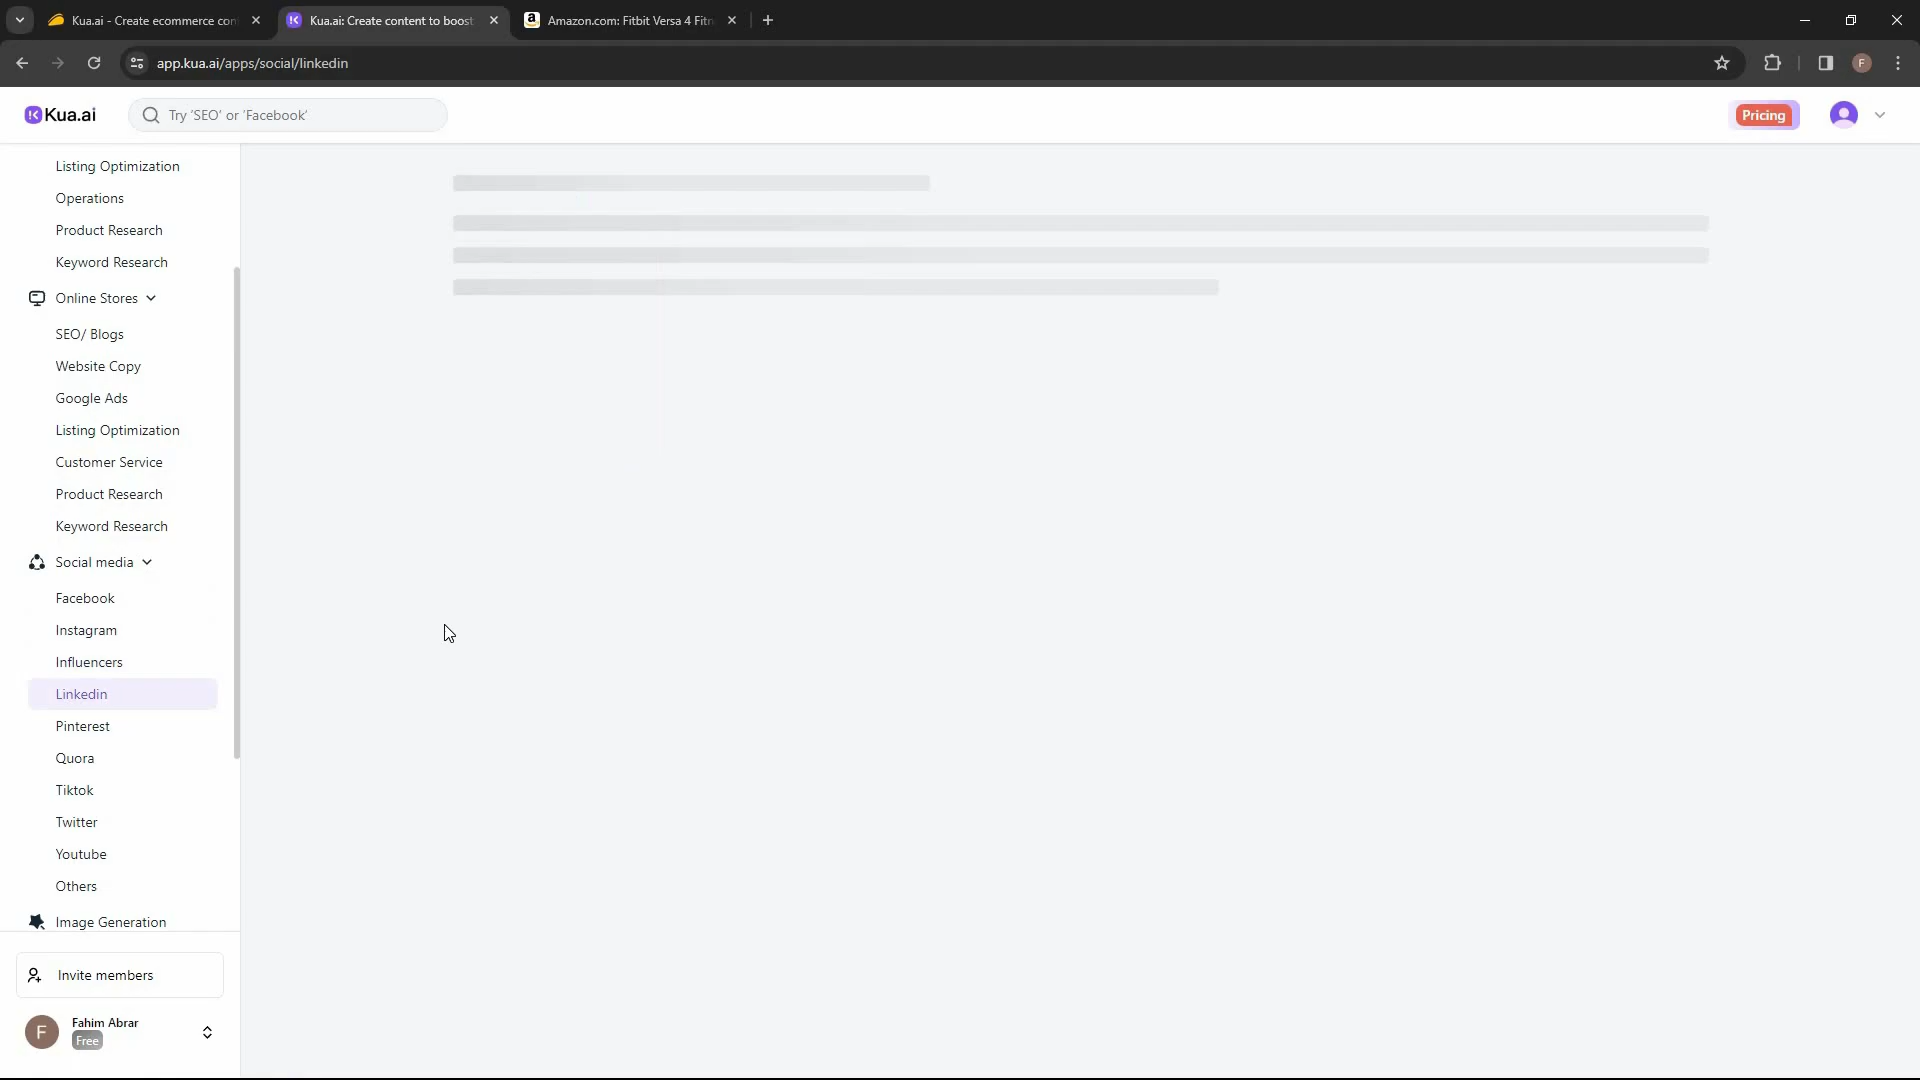 Kua.ai - Create ecommerce con
Kua.ai: Create content to boost
Amazon.com: Fitbit Versa 4 Fitn
app.kua.ai/apps/social/linkedin
F
Kua.ai
Try 'SEO' or 'Facebook'
Pricing
Listing Optimization
Operations
Product Research
Keyword Research
Online Stores
SEO/ Blogs
Website Copy
Google Ads
Listing Optimization
Customer Service
Product Research
Keyword Research
Social media
Facebook
Instagram
Influencers
Linkedin
Pinterest
Quora
Tiktok
Twitter
Youtube
Others
Image Generation
Invite members
F
Fahim Abrar
Free